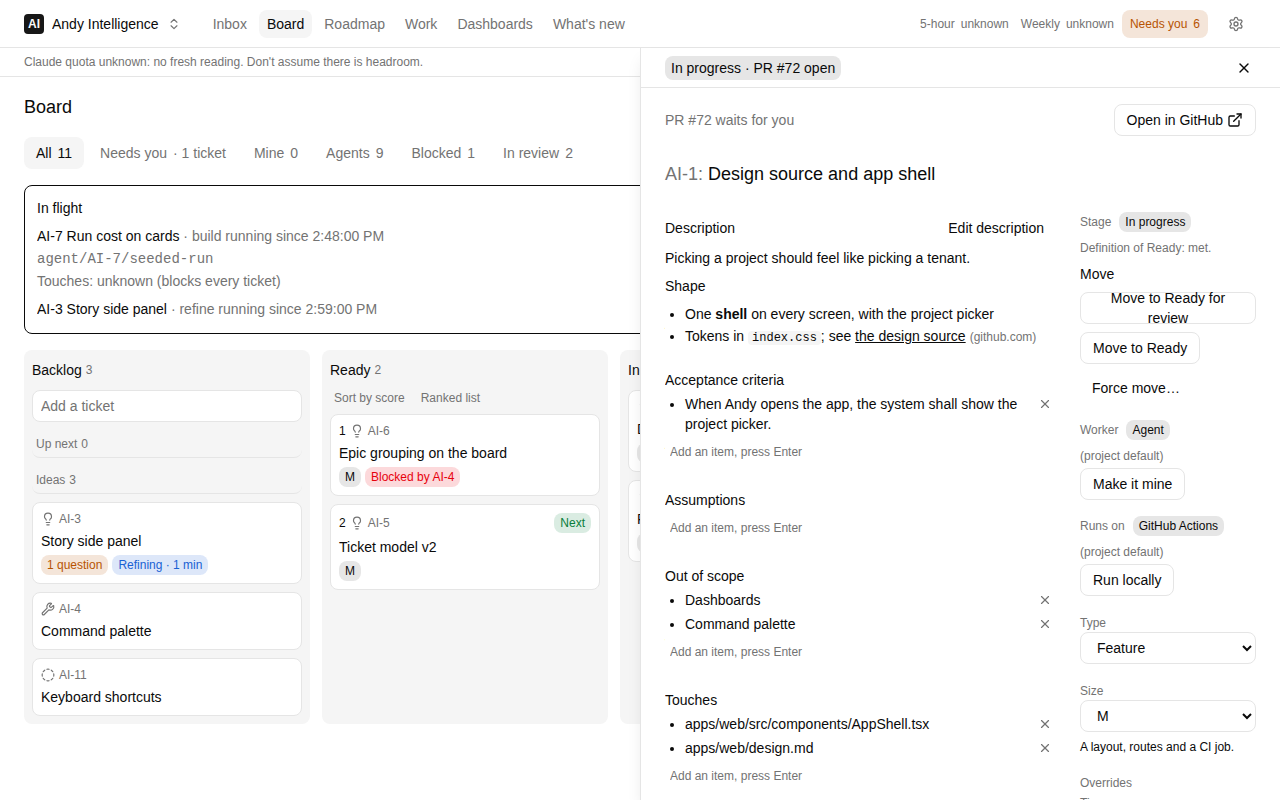 AI Andy Intelligence Inbox Board Roadmap Work Dashboards What's new 5-hour unknown Weekly unknown Needs you 6
Claude quota unknown: no fresh reading. Don't assume there is headroom.
Board
All 11 Needs you · 1 ticket Mine 0 Agents 9 Blocked 1 In review 2
In flight
AI-7 Run cost on cards · build running since 2:48:00 PM
agent/AI-7/seeded-run
Touches: unknown (blocks every ticket)
AI-3 Story side panel · refine running since 2:59:00 PM
Backlog 3
Add a ticket
Up next 0
Ideas 3
AI-3
Story side panel
1 question Refining · 1 min
AI-4
Command palette
AI-11
Keyboard shortcuts
Ready 2
Sort by score Ranked list
1 AI-6
Epic grouping on the board
M Blocked by AI-4
2 AI-5 Next
Ticket model v2
M
In progress · PR #72 open
PR #72 waits for you Open in GitHub
AI-1: Design source and app shell
Description Edit description
Picking a project should feel like picking a tenant.
Shape
• One shell on every screen, with the project picker
• Tokens in index.css; see the design source (github.com)
Acceptance criteria
• When Andy opens the app, the system shall show the
project picker.
Add an item, press Enter
Assumptions
Add an item, press Enter
Out of scope
• Dashboards
• Command palette
Add an item, press Enter
Touches
• apps/web/src/components/AppShell.tsx
• apps/web/design.md
Add an item, press Enter
Stage In progress
Definition of Ready: met.
Move
Move to Ready for
review
Move to Ready
Force move…
Worker Agent
(project default)
Make it mine
Runs on GitHub Actions
(project default)
Run locally
Type
Feature
Size
M
A layout, routes and a CI job.
Overrides